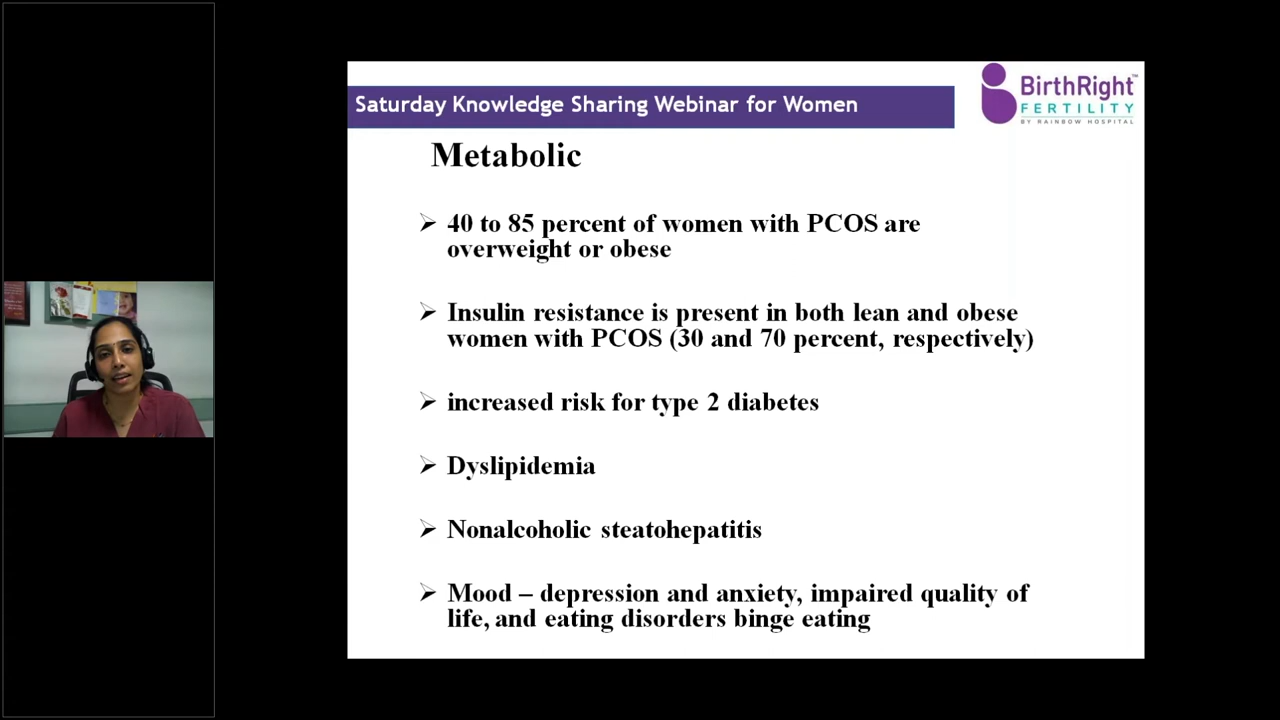 Saturday Knowledge Sharing Webinar for Women
BirthRight™
FERTILITY
BY RAINBOW HOSPITAL
Metabolic
➢ 40 to 85 percent of women with PCOS are
overweight or obese
➢ Insulin resistance is present in both lean and obese
women with PCOS (30 and 70 percent, respectively)
➢ increased risk for type 2 diabetes
➢ Dyslipidemia
➢ Nonalcoholic steatohepatitis
➢ Mood – depression and anxiety, impaired quality of
life, and eating disorders binge eating